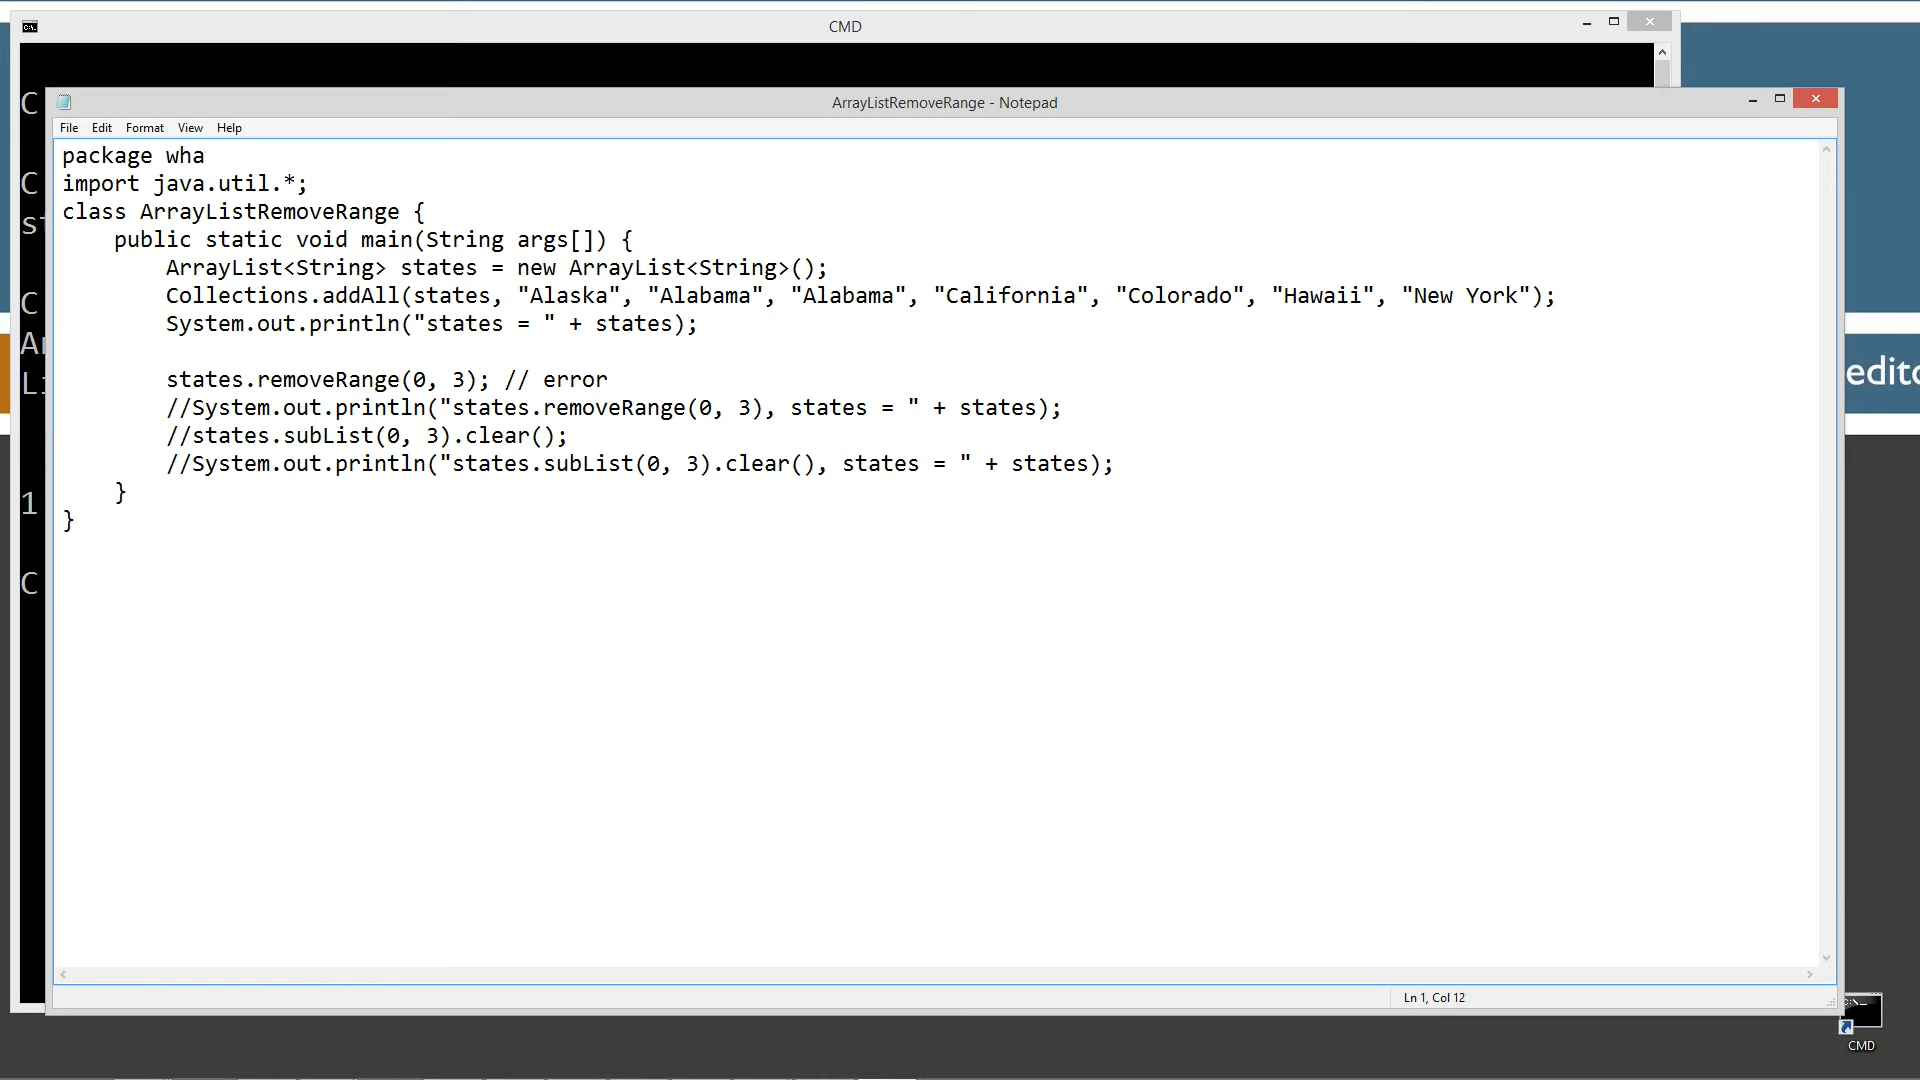 CMD
C
ArrayListRemoveRange - Notepad
File Edit Format View Help
package wha
import java.util.*;
class ArrayListRemoveRange {
    public static void main(String args[]) {
        ArrayList<String> states = new ArrayList<String>();
        Collections.addAll(states, "Alaska", "Alabama", "Alabama", "California", "Colorado", "Hawaii", "New York");
        System.out.println("states = " + states);
        states.removeRange(0, 3); // error
        //System.out.println("states.removeRange(0, 3), states = " + states);
        //states.subList(0, 3).clear();
        //System.out.println("states.subList(0, 3).clear(), states = " + states);
    }
}
C
C
1
C
Ln 1, Col 12
CMD